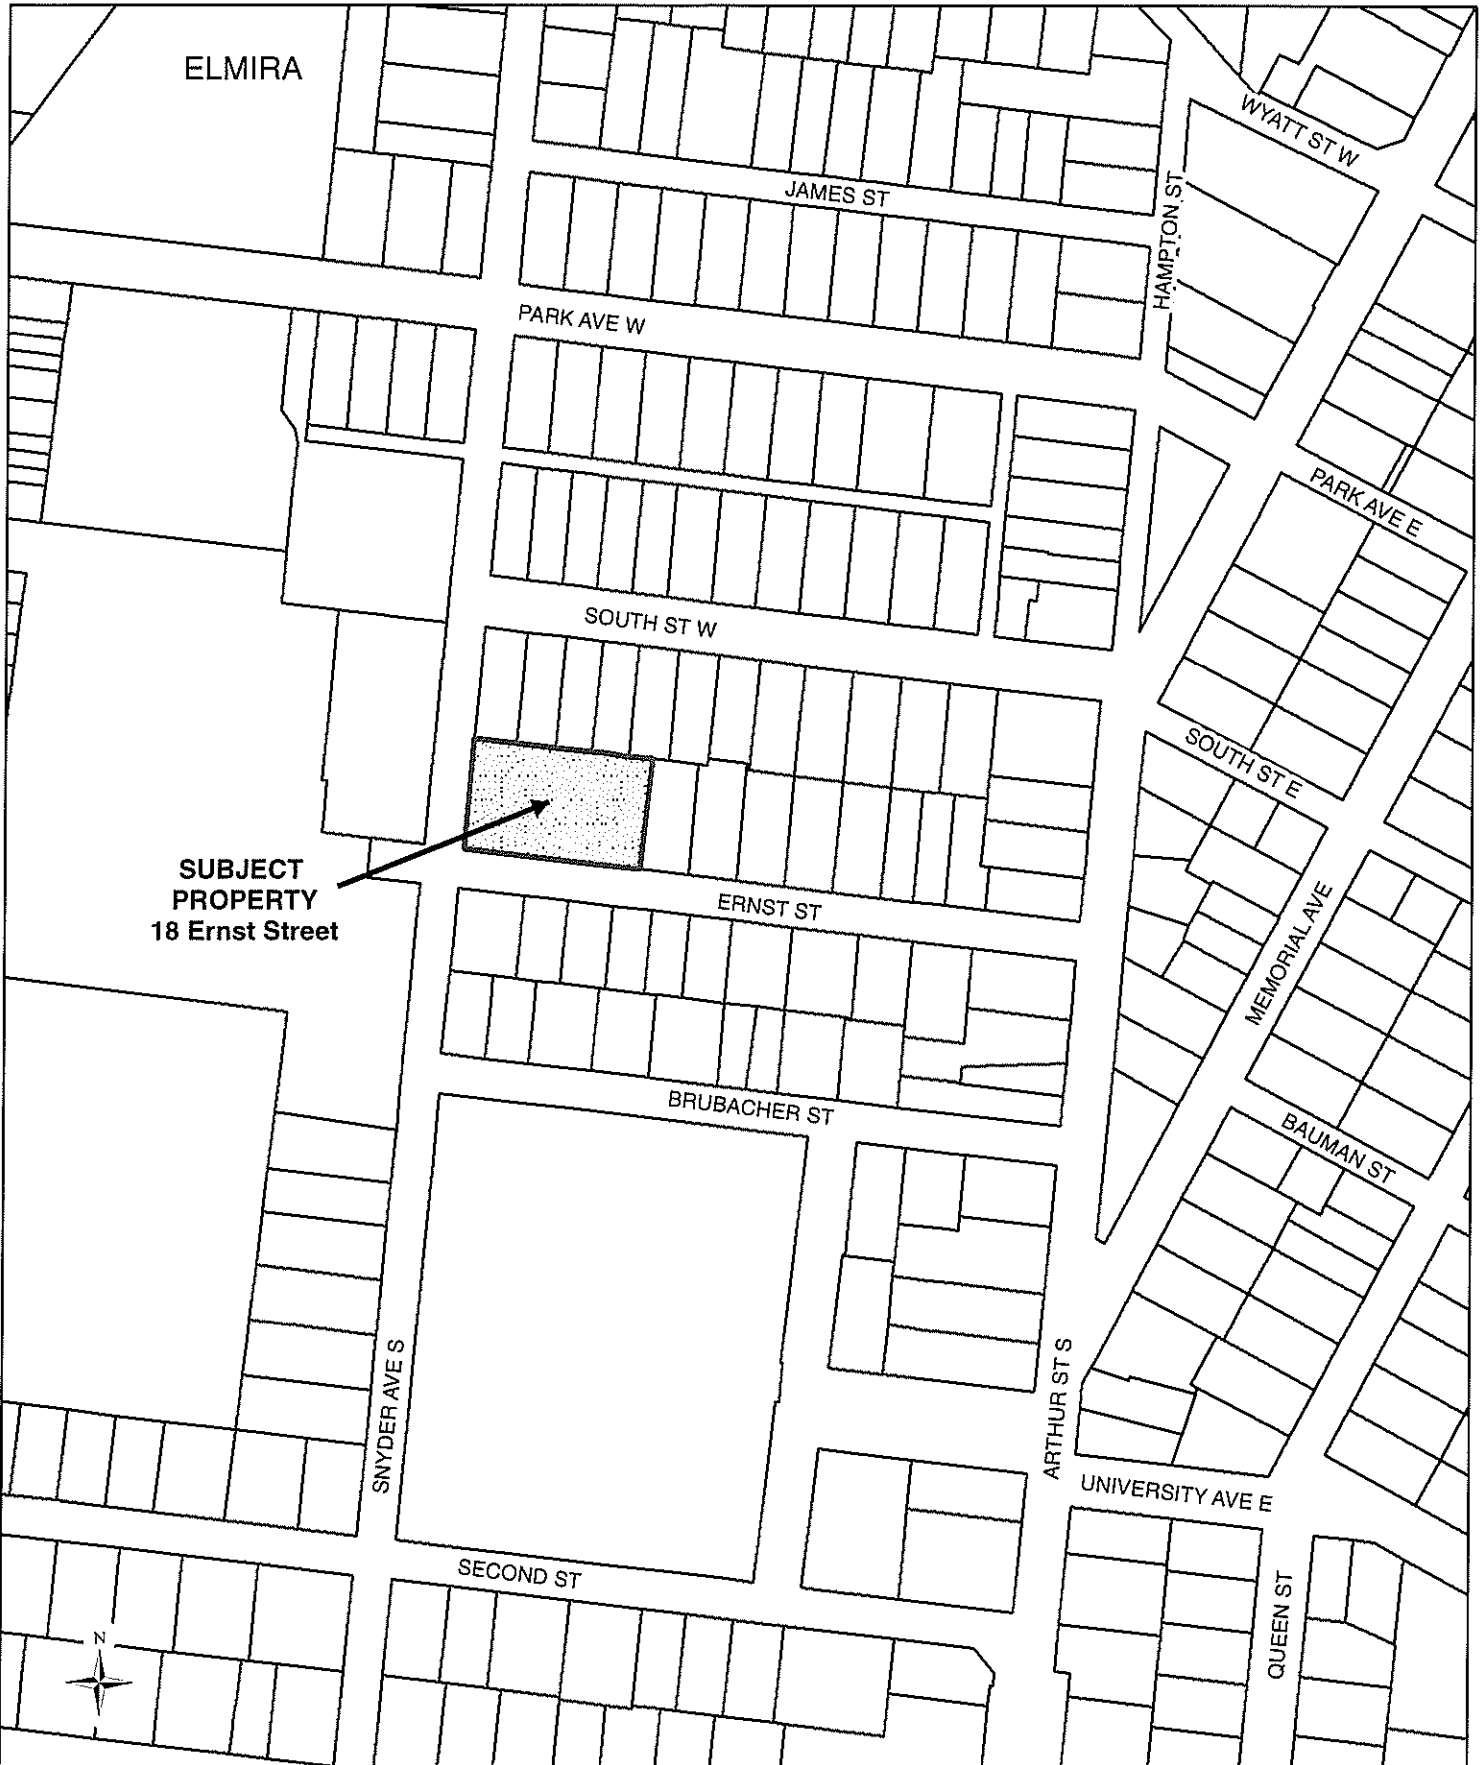 ELMIRA
WYATT ST W
JAMES ST
HAMPTON ST
PARK AVE W
PARK AVE E
SOUTH ST W
SOUTH ST E
SUBJECT
PROPERTY
18 Ernst Street
ERNST ST
MEMORIAL AVE
BRUBACHER ST
BAUMAN ST
SNYDER AVE S
ARTHUR ST S
UNIVERSITY AVE E
SECOND ST
QUEEN ST
N